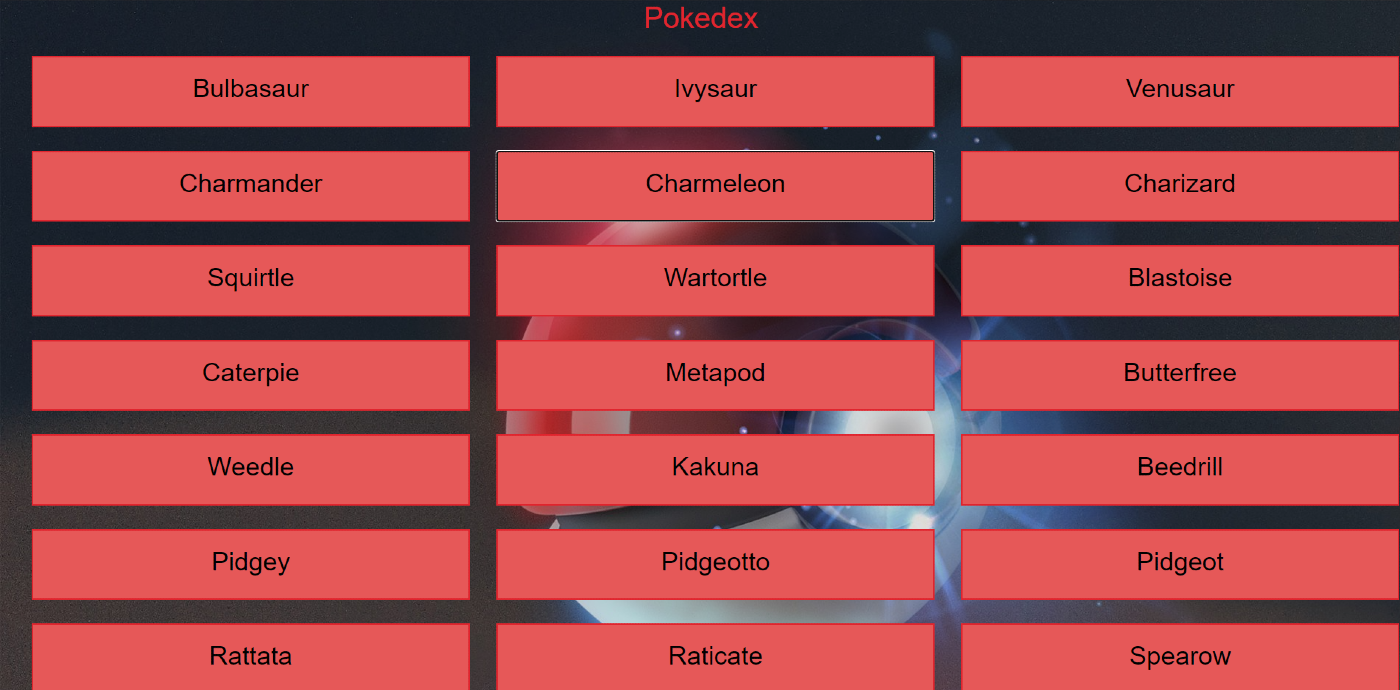 Pokedex
Bulbasaur
Ivysaur
Venusaur
Charmander
Charmeleon
Charizard
Squirtle
Wartortle
Blastoise
Caterpie
Metapod
Butterfree
Weedle
Kakuna
Beedrill
Pidgey
Pidgeotto
Pidgeot
Rattata
Raticate
Spearow